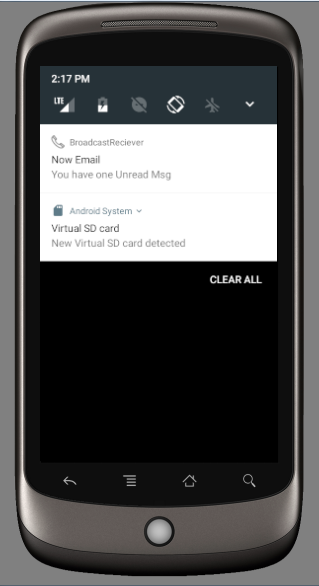 2:17 PM
LTE
BroadcastReciever
Now Email
You have one Unread Msg
Android System
Virtual SD card
New Virtual SD card detected
CLEAR ALL